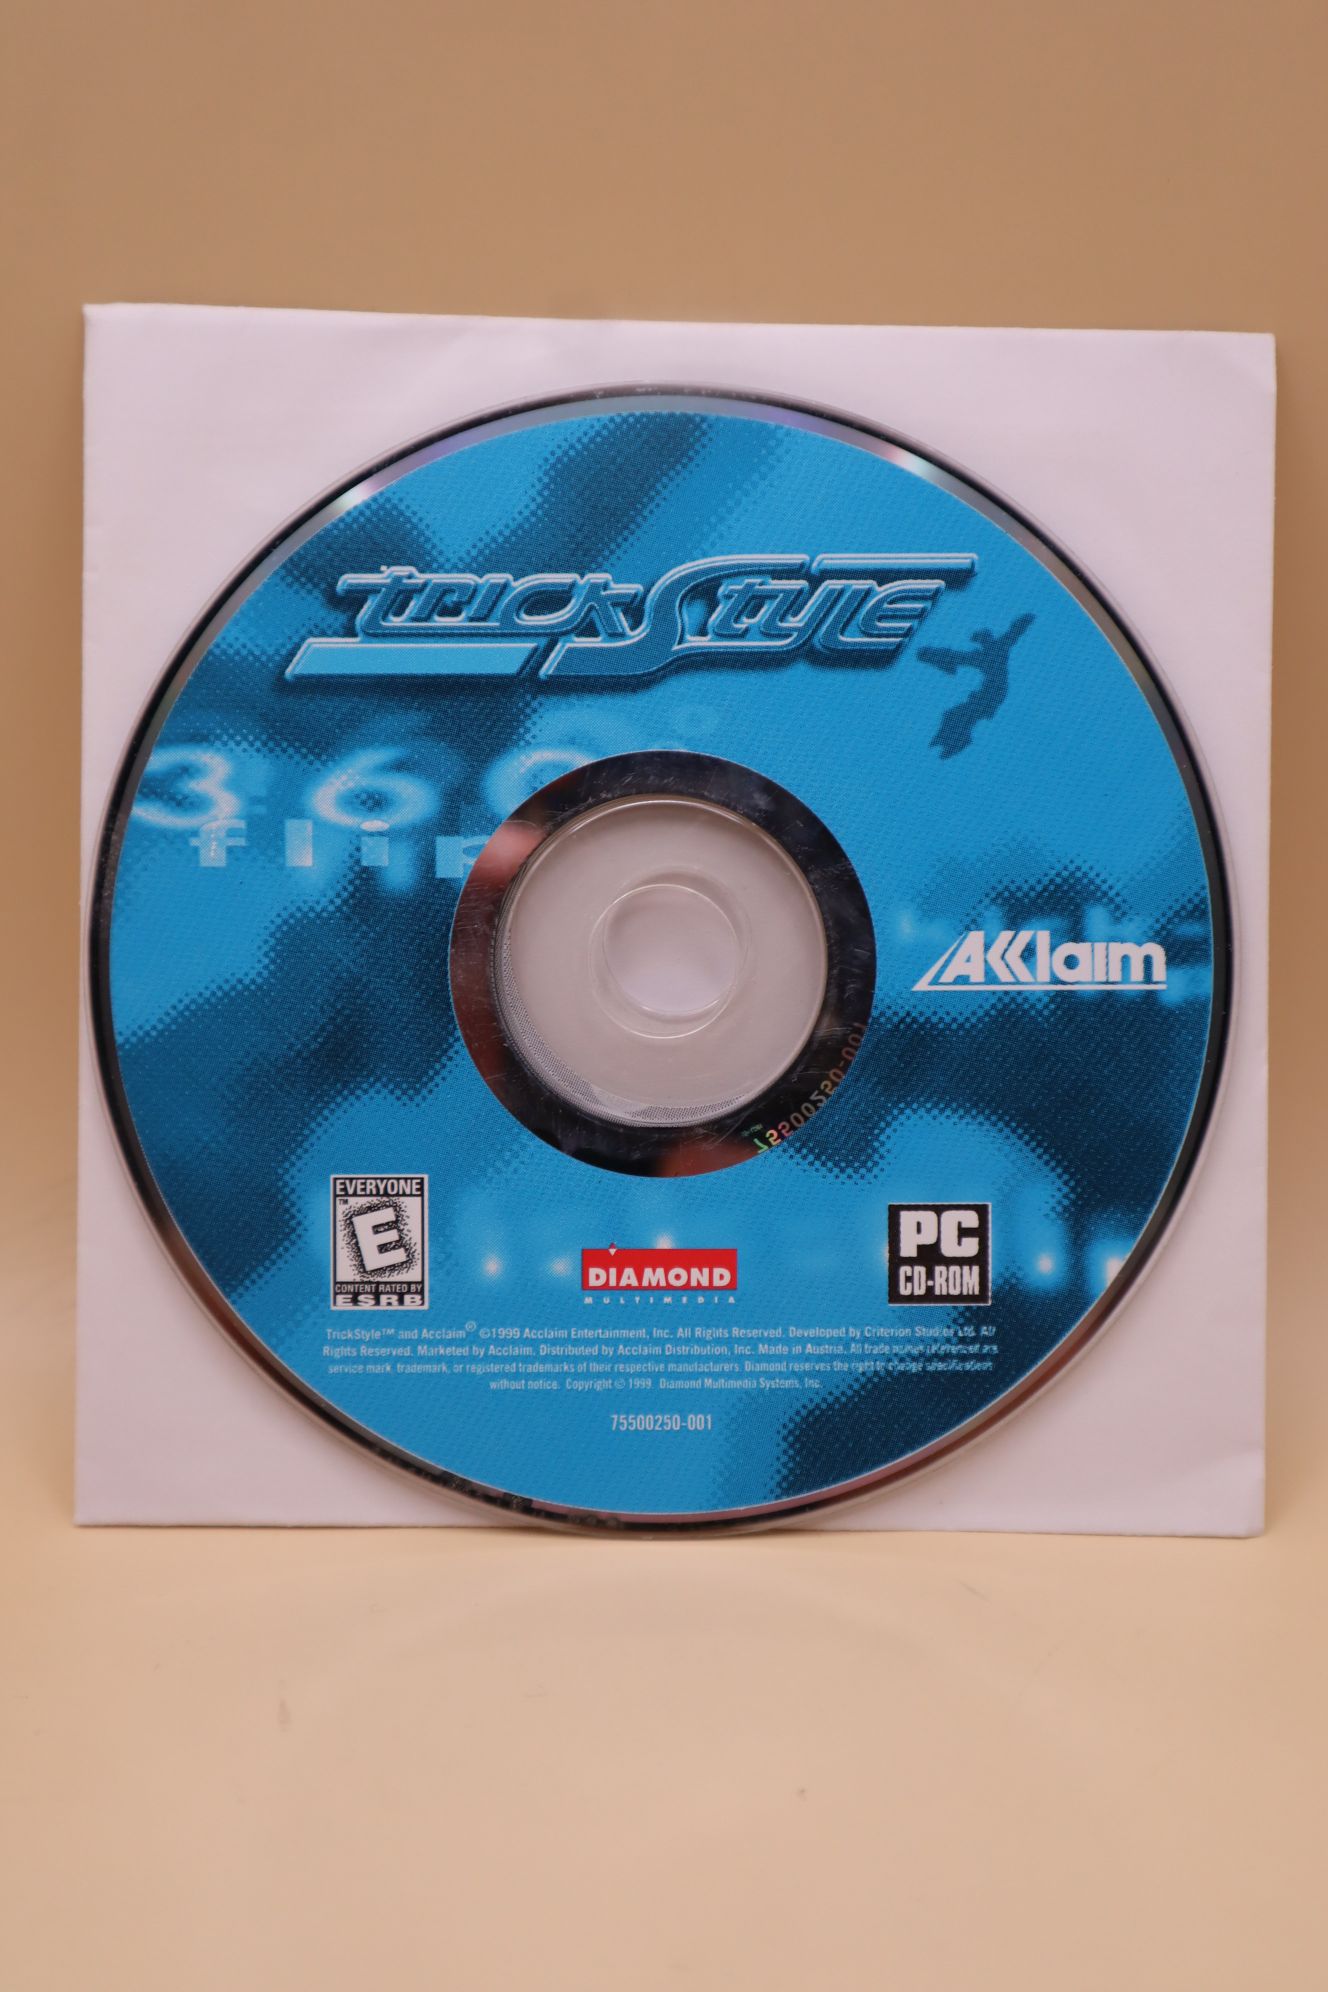 trickStyle
360°
flip
Acclaim
75500250-001
EVERYONE
TM
E
CONTENT RATED BY
ESRB
DIAMOND
MULTIMEDIA
PC
CD-ROM
TrickStyle™ and Acclaim® ©1999 Acclaim Entertainment, Inc. All Rights Reserved. Developed by Criterion Studios Ltd. All
Rights Reserved. Marketed by Acclaim. Distributed by Acclaim Distribution, Inc. Made in Austria. All trade names referenced are
service mark, trademark, or registered trademarks of their respective manufacturers. Diamond reserves the right to change specifications
without notice. Copyright © 1999. Diamond Multimedia Systems, Inc.
75500250-001